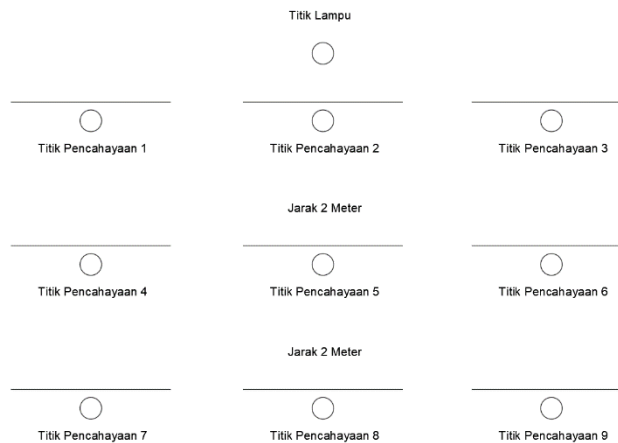 Titik Lampu
Titik Pencahayaan 1
Titik Pencahayaan 2
Titik Pencahayaan 3
Jarak 2 Meter
Titik Pencahayaan 4
Titik Pencahayaan 5
Titik Pencahayaan 6
Jarak 2 Meter
Titik Pencahayaan 7
Titik Pencahayaan 8
Titik Pencahayaan 9